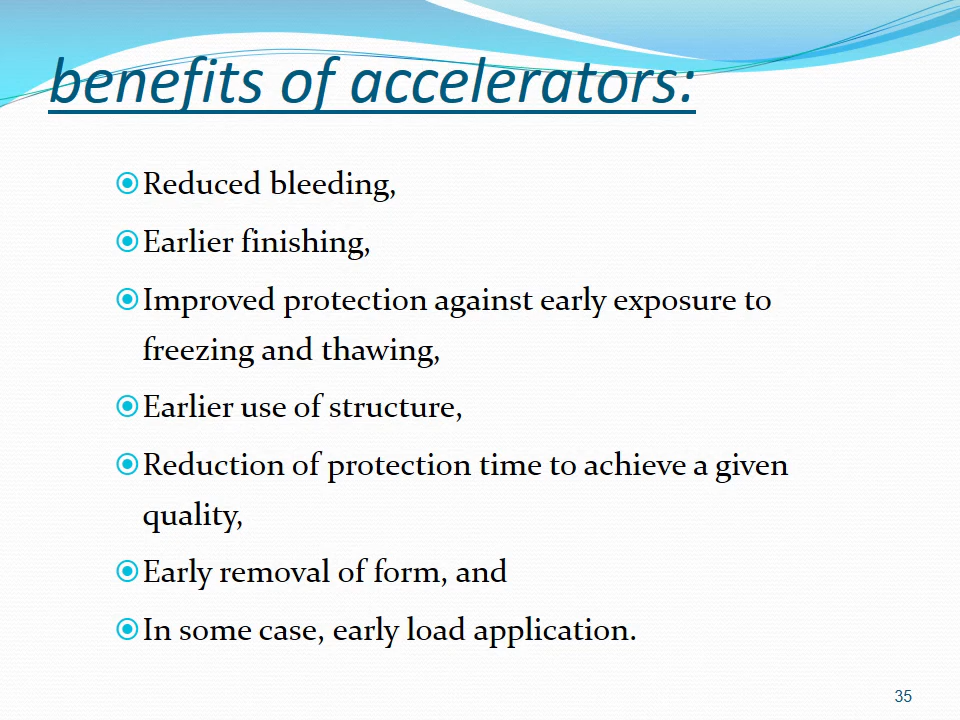 benefits of accelerators:
Reduced bleeding,
Earlier finishing,
Improved protection against early exposure to
freezing and thawing,
Earlier use of structure,
Reduction of protection time to achieve a given
quality,
Early removal of form, and
In some case, early load application.
35